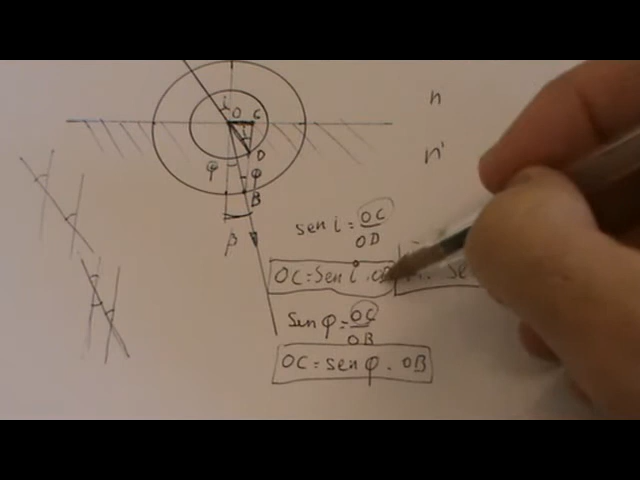 n
i O C
i
D
n'
φ φ
B
β
sen i = OC
OD
OC = sen i . OD
Sen φ = OC
OB
OC = sen φ . OB